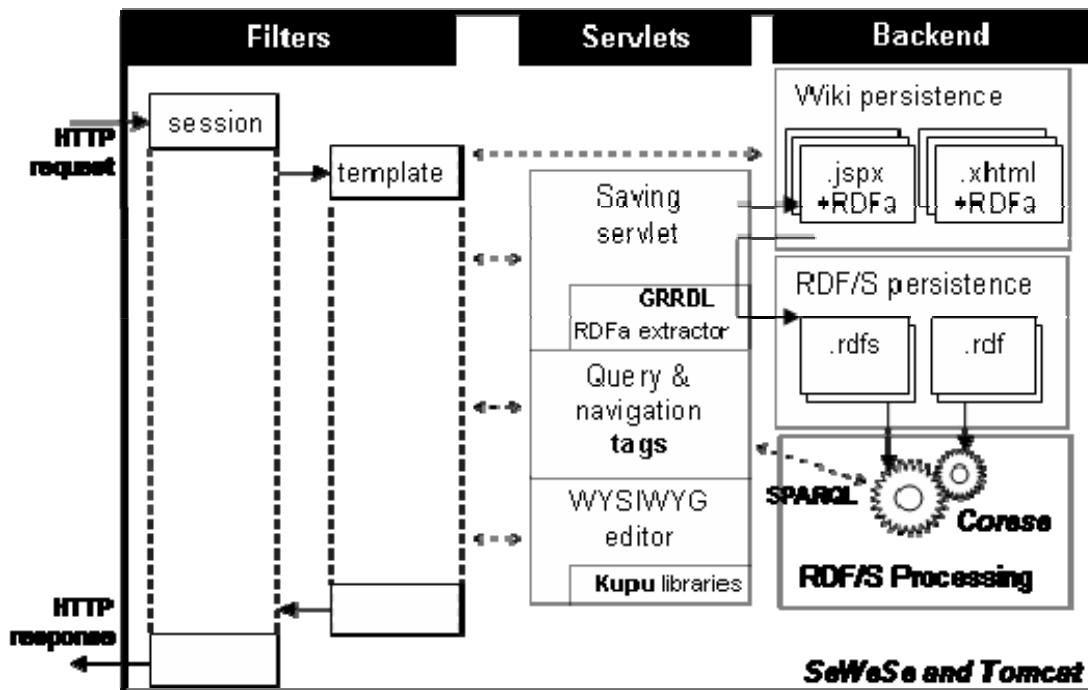 Filters
Servlets
Backend
HTTP
request
session
template
Saving
servlet
GRRDL
RDFa extractor
Query &
navigation
tags
WYSIWYG
editor
Kupu libraries
Wiki persistence
.jspx
+RDFa
.xhtml
+RDFa
RDF/S persistence
.rdfs
.rdf
SPARQL
Corese
RDF/S Processing
HTTP
response
SeWeSe and Tomcat